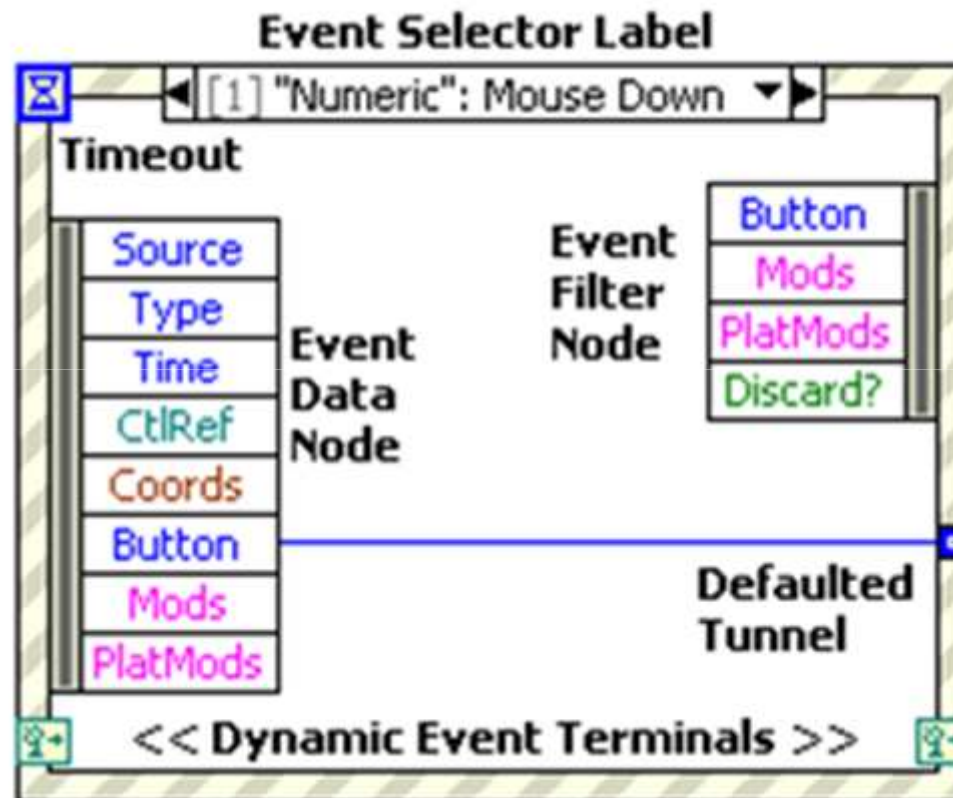 Event Selector Label
[1] "Numeric": Mouse Down
Timeout
Source
Type
Time
CtlRef
Coords
Button
Mods
PlatMods
Event
Data
Node
Event
Filter
Node
Button
Mods
PlatMods
Discard?
Defaulted
Tunnel
<< Dynamic Event Terminals >>